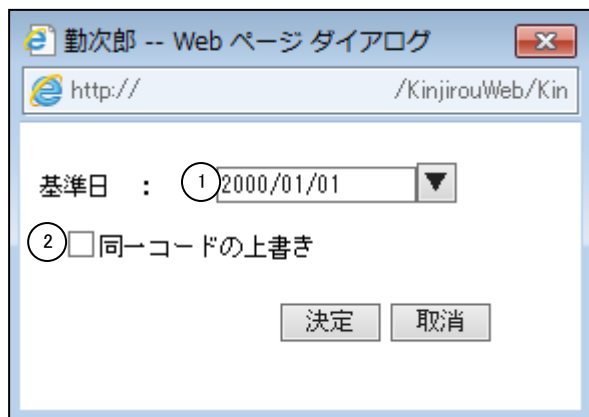 勤次郎 -- Web ページ ダイアログ
http:// /KinjirouWeb/Kin
基準日 : ① 2000/01/01
② 同一コードの上書き
決定 取消